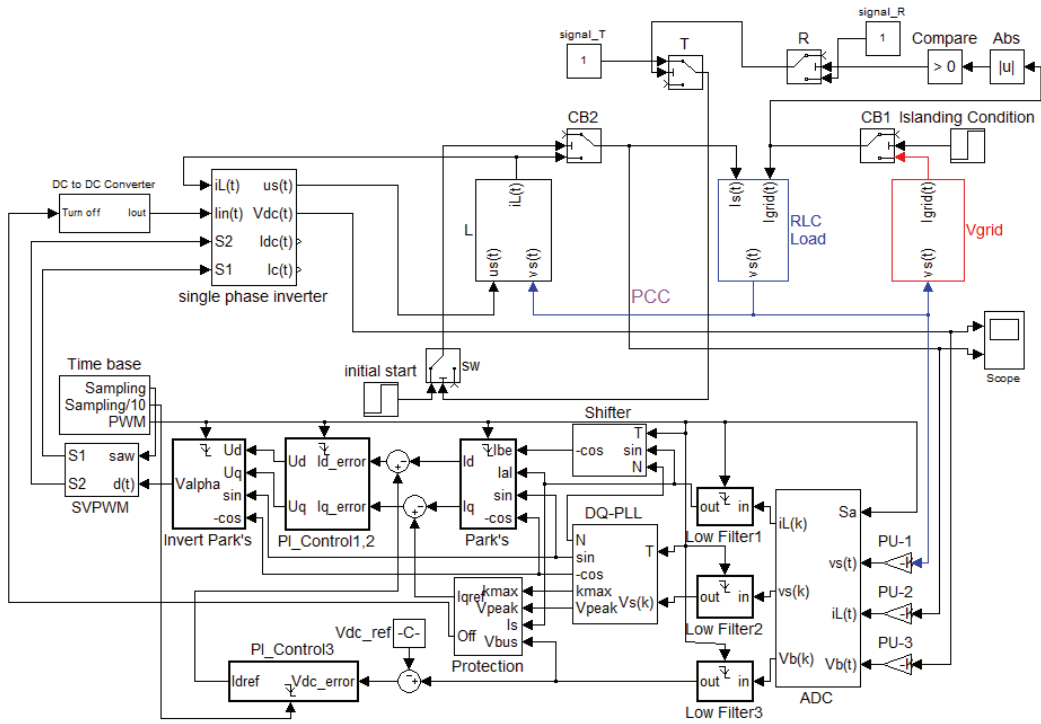 signal_T
1
T
R
signal_R
1
Compare
> 0
Abs
|u|
CB2
CB1
Islanding Condition
DC to DC Converter
Turn off
Iout
iL(t)
Iin(t)
S2
S1
us(t)
Vdc(t)
Idc(t)
Ic(t)
single phase inverter
L
iL(t)
us(t)
vs(t)
Is(t)
Igrid(t)
vs(t)
RLC
Load
Igrid(t)
vs(t)
Vgrid
PCC
Scope
initial start
sw
Time base
Sampling
Sampling/10
PWM
S1
S2
saw
d(t)
SVPWM
Valpha
Ud
Uq
sin
-cos
Invert Park's
Ud
Uq
Id_error
Iq_error
PI_Control1,2
Id
Iq
Ibe
Ial
sin
-cos
Park's
Shifter
-cos
T
sin
N
DQ-PLL
N
sin
-cos
kmax
Vpeak
T
Vs(k)
out
in
Low Filter1
out
in
Low Filter2
out
in
Low Filter3
Sa
iL(k)
vs(t)
vs(k)
iL(t)
Vb(k)
Vb(t)
ADC
PU-1
-K
PU-2
-K
PU-3
-K
Iqref
Off
kmax
Vpeak
Is
Vbus
Protection
Vdc_ref
-C-
PI_Control3
Idref
Vdc_error